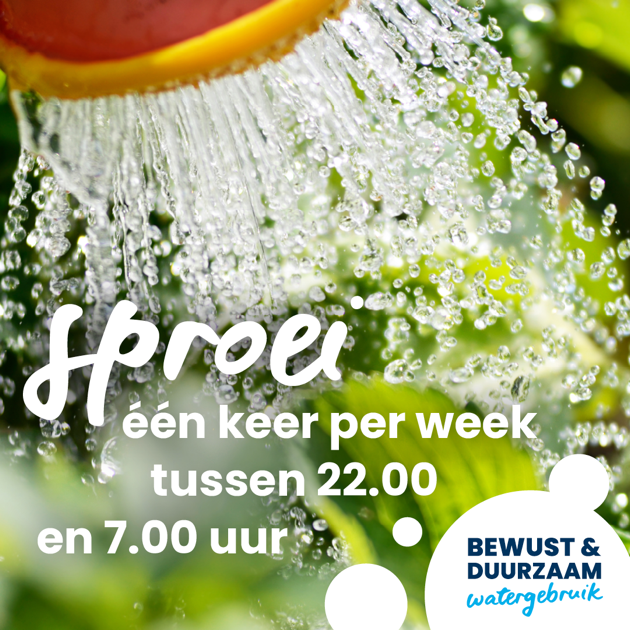 sproei
één keer per week
tussen 22.00
en 7.00 uur
BEWUST &
DUURZAAM
watergebruik